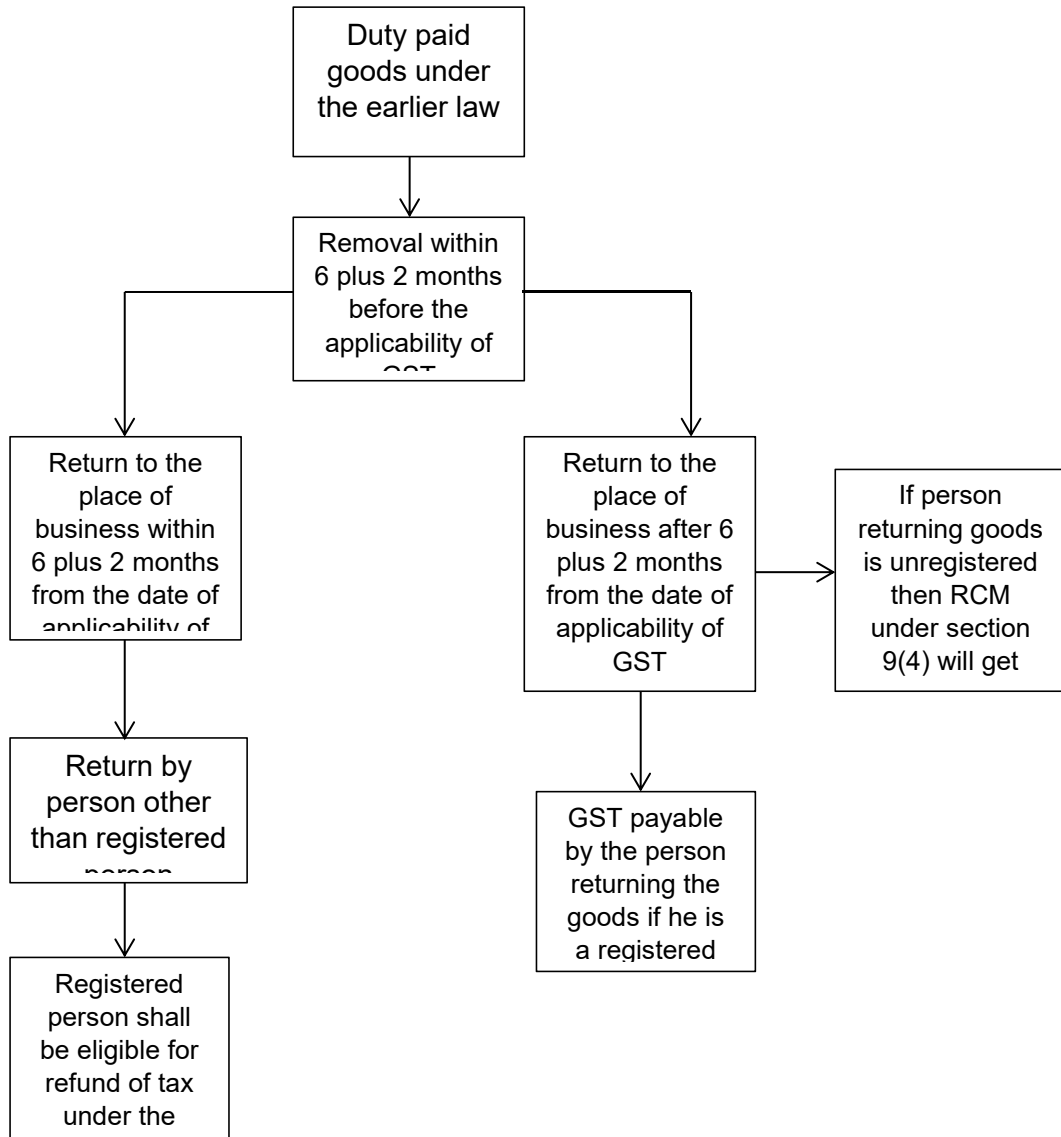 Duty paid
goods under
the earlier law
Removal within
6 plus 2 months
before the
applicability of
GST
Return to the
place of
business within
6 plus 2 months
from the date of
applicability of
Return to the
place of
business after 6
plus 2 months
from the date of
applicability of
GST
If person
returning goods
is unregistered
then RCM
under section
9(4) will get
Return by
person other
than registered
person
GST payable
by the person
returning the
goods if he is
a registered
Registered
person shall
be eligible for
refund of tax
under the